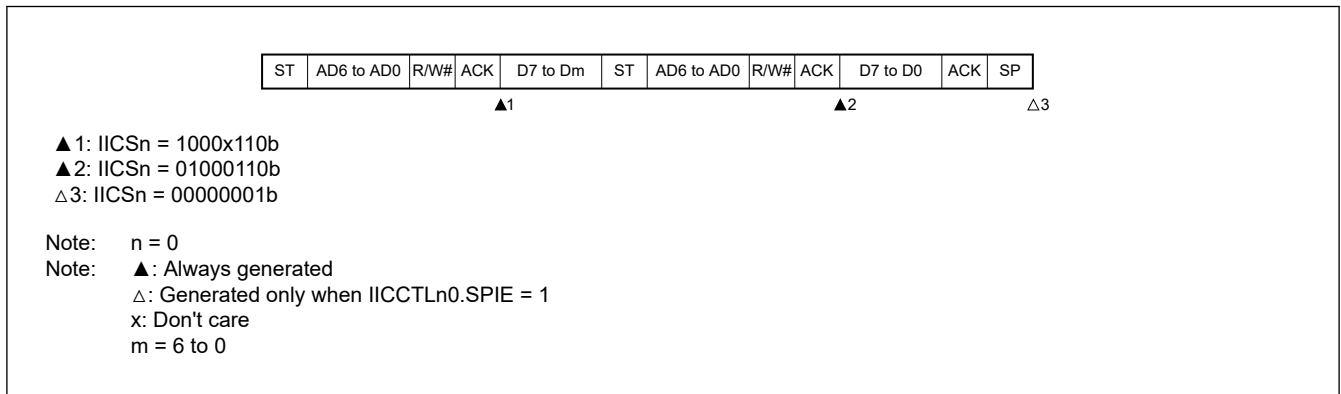 ST AD6 to AD0 R/W# ACK D7 to Dm ST AD6 to AD0 R/W# ACK D7 to D0 ACK SP
▲1 ▲2 △3
▲1: IICSn = 1000x110b
▲2: IICSn = 01000110b
△3: IICSn = 00000001b
Note: n = 0
Note: ▲: Always generated
△: Generated only when IICCTLn0.SPIE = 1
x: Don't care
m = 6 to 0